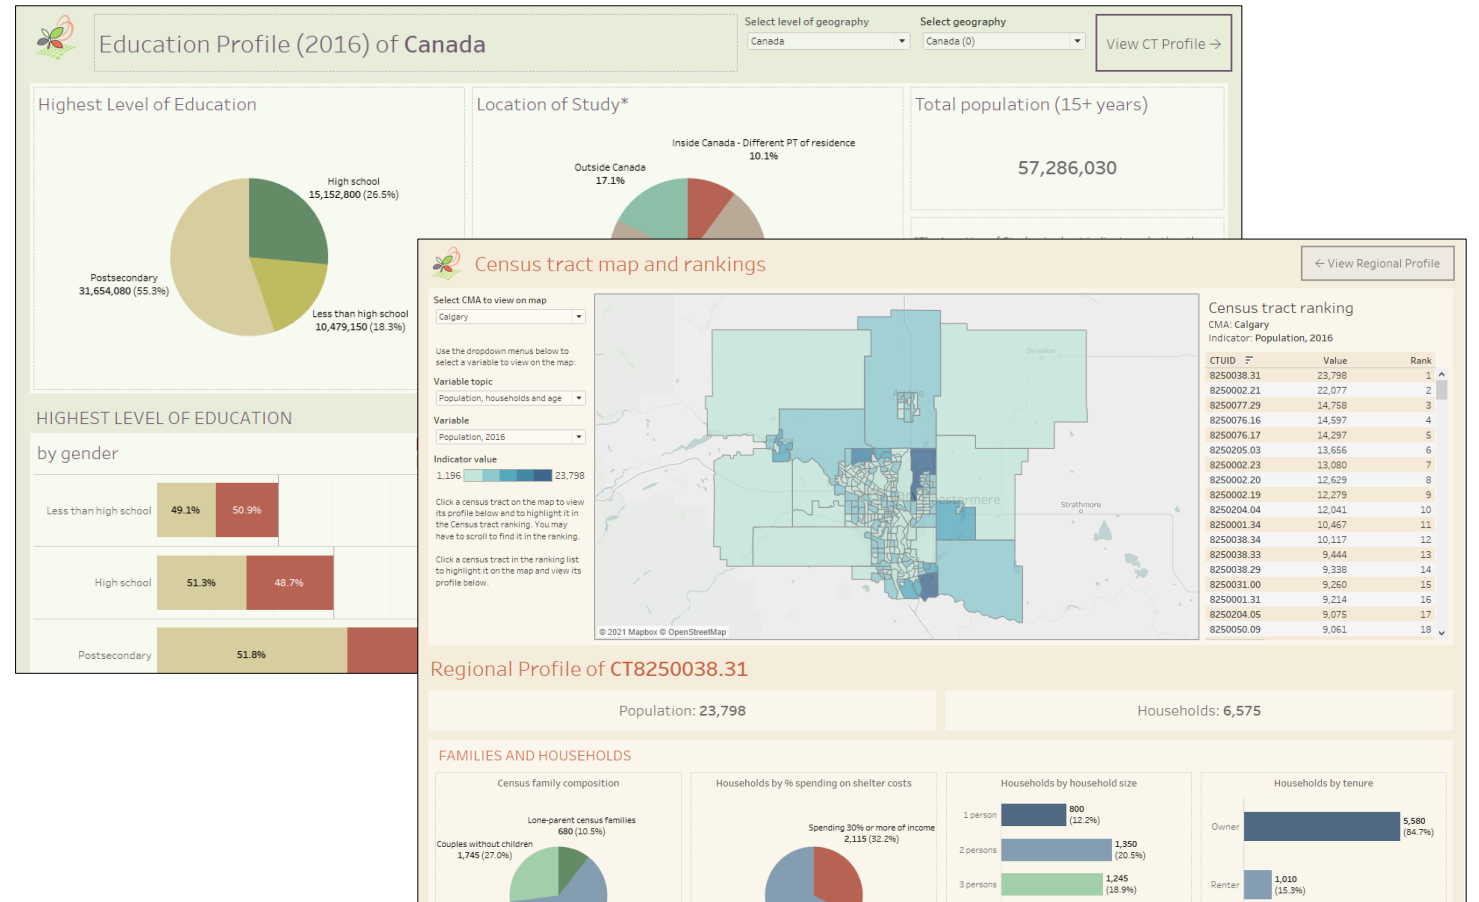 Education Profile (2016) of Canada
Select level of geography
Canada
Select geography
Canada (0)
View CT Profile →
Highest Level of Education
High school
15,152,800 (26.5%)
Postsecondary
31,654,080 (55.3%)
Less than high school
10,479,150 (18.3%)
Location of Study*
Inside Canada - Different PT of residence
10.1%
Outside Canada
17.1%
Total population (15+ years)
57,286,030
HIGHEST LEVEL OF EDUCATION
by gender
Less than high school
49.1%
50.9%
High school
51.3%
48.7%
Postsecondary
51.8%
Census tract map and rankings
← View Regional Profile
Select CMA to view on map
Calgary
Use the dropdown menus below to
select a variable to view on the map:
Variable topic
Population, households and age
Variable
Population, 2016
Indicator value
1,196
23,798
Click a census tract on the map to view
its profile below and to highlight it in
the Census tract ranking. You may
have to scroll to find it in the ranking.
Click a census tract in the ranking list
to highlight it on the map and view its
profile below.
Strathmore
© 2021 Mapbox © OpenStreetMap
Census tract ranking
CMA: Calgary
Indicator: Population, 2016
CTUID Value Rank
8250038.31 23,798 1
8250002.21 22,077 2
8250077.29 14,758 3
8250076.16 14,597 4
8250076.17 14,297 5
8250205.03 13,656 6
8250002.23 13,080 7
8250002.20 12,629 8
8250002.19 12,279 9
8250204.04 12,041 10
8250001.34 10,467 11
8250038.34 10,117 12
8250038.33 9,444 13
8250038.29 9,338 14
8250031.00 9,260 15
8250001.31 9,214 16
8250204.05 9,075 17
8250050.09 9,061 18
Regional Profile of CT8250038.31
Population: 23,798
Households: 6,575
FAMILIES AND HOUSEHOLDS
Census family composition
Lone-parent census families
680 (10.5%)
Couples without children
1,745 (27.0%)
Households by % spending on shelter costs
Spending 30% or more of income
2,115 (32.2%)
Households by household size
1 person
800
(12.2%)
2 persons
1,350
(20.5%)
3 persons
1,245
(18.9%)
Households by tenure
Owner
5,580
(84.7%)
Renter
1,010
(15.3%)